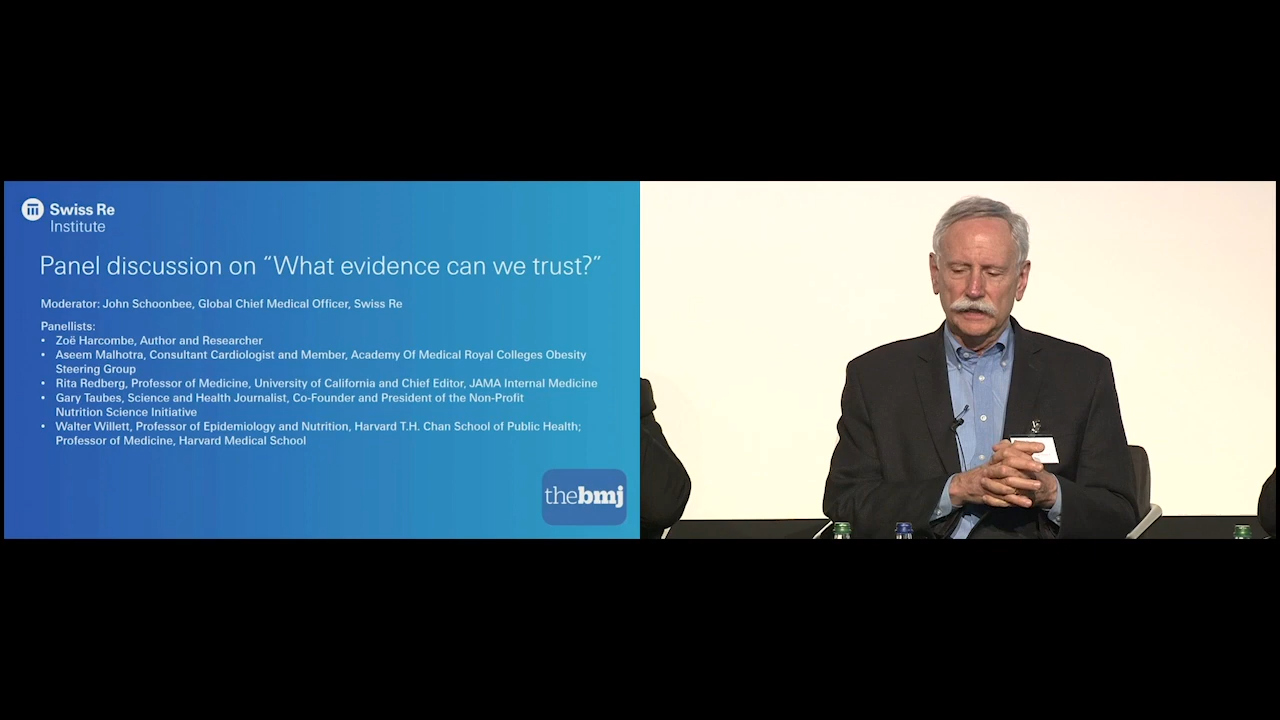 Swiss Re
Institute
Panel discussion on ˝What evidence can we trust?”
Moderator: John Schoonbee, Global Chief Medical Officer, Swiss Re
Panellists:
• Zoë Harcombe, Author and Researcher
• Aseem Malhotra, Consultant Cardiologist and Member, Academy Of Medical Royal Colleges Obesity
Steering Group
• Rita Redberg, Professor of Medicine, University of California and Chief Editor, JAMA Internal Medicine
• Gary Taubes, Science and Health Journalist, Co-Founder and President of the Non-Profit
Nutrition Science Initiative
• Walter Willett, Professor of Epidemiology and Nutrition, Harvard T.H. Chan School of Public Health;
Professor of Medicine, Harvard Medical School
thebmj